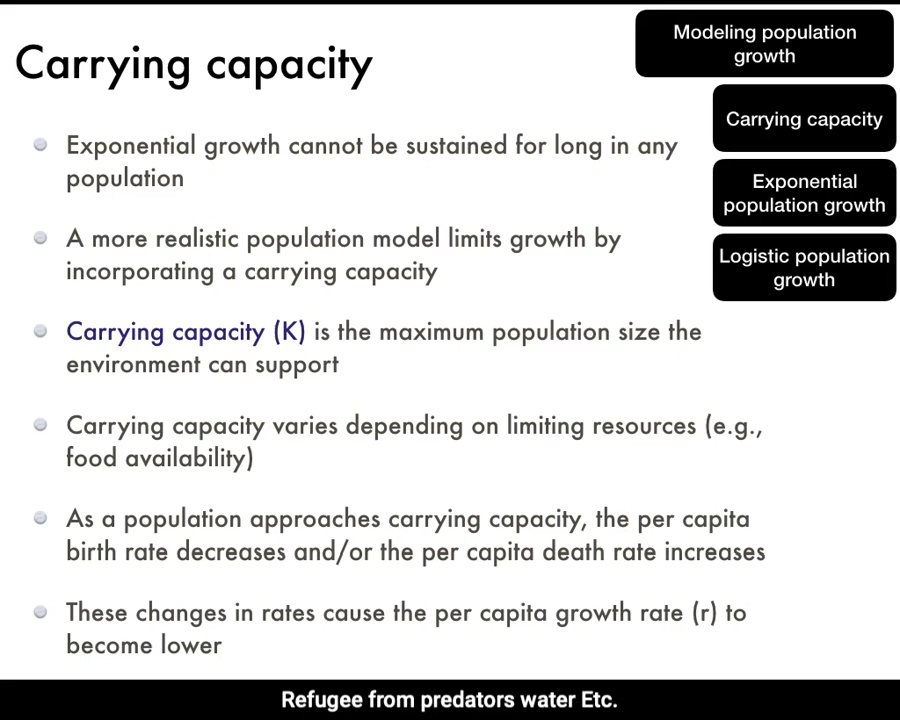 Carrying capacity
Modeling population
growth
Carrying capacity
Exponential
population growth
Logistic population
growth
Exponential growth cannot be sustained for long in any
population
A more realistic population model limits growth by
incorporating a carrying capacity
Carrying capacity (K) is the maximum population size the
environment can support
Carrying capacity varies depending on limiting resources (e.g.,
food availability)
As a population approaches carrying capacity, the per capita
birth rate decreases and/or the per capita death rate increases
These changes in rates cause the per capita growth rate (r) to
become lower
Refugee from predators water Etc.